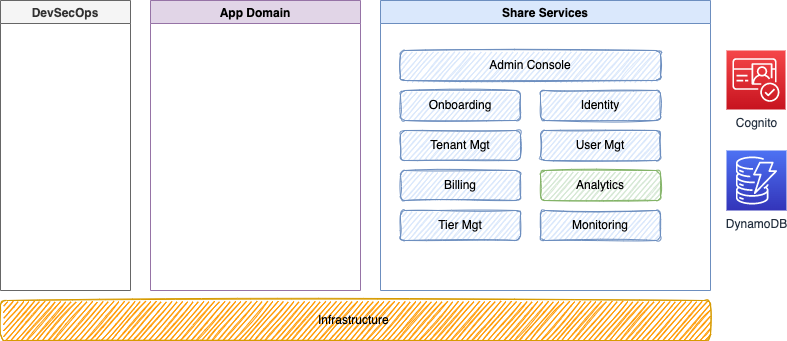 DevSecOps
App Domain
Share Services
Admin Console
Onboarding
Identity
Tenant Mgt
User Mgt
Billing
Analytics
Tier Mgt
Monitoring
Cognito
DynamoDB
Infrastructure